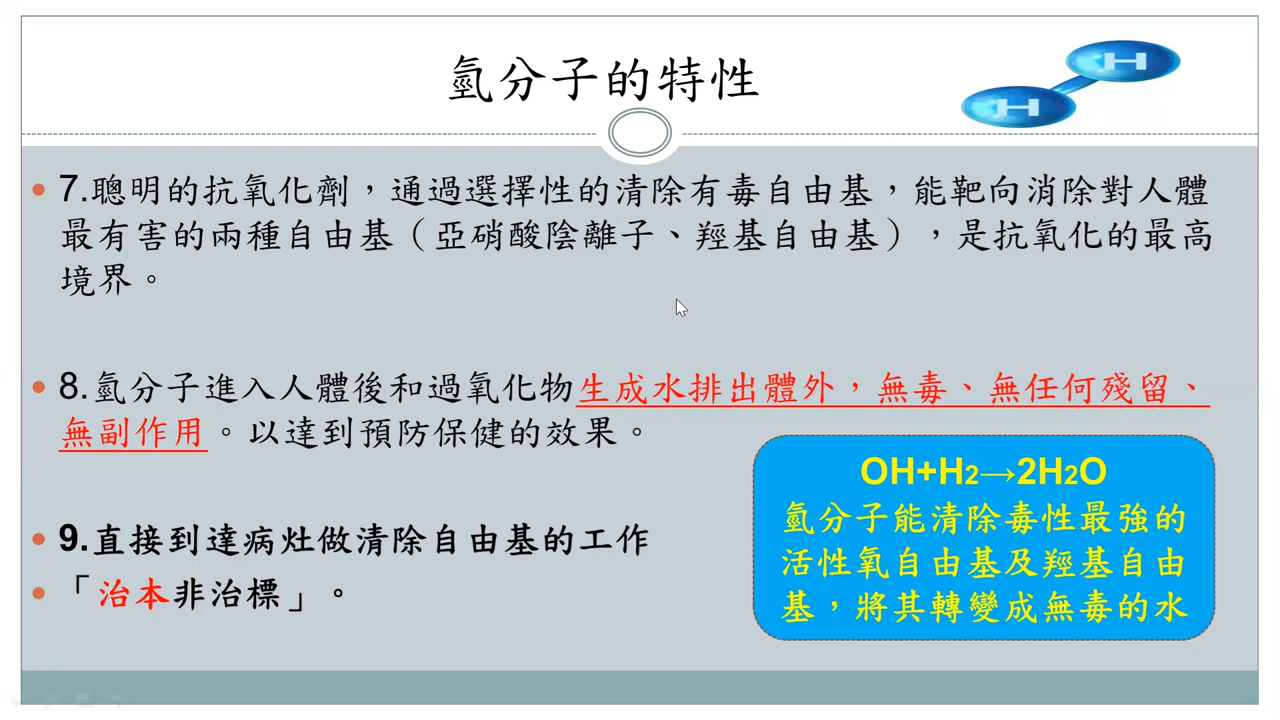 氫分子的特性
H
H
• 7.聰明的抗氧化劑，通過選擇性的清除有毒自由基，能靶向消除對人體
最有害的兩種自由基（亞硝酸陰離子、羥基自由基），是抗氧化的最高
境界。
• 8.氫分子進入人體後和過氧化物生成水排出體外，無毒、無任何殘留、
無副作用。以達到預防保健的效果。
• 9.直接到達病灶做清除自由基的工作
• 「治本非治標」。
OH+H2→2H2O
氫分子能清除毒性最強的
活性氧自由基及羥基自由
基，將其轉變成無毒的水